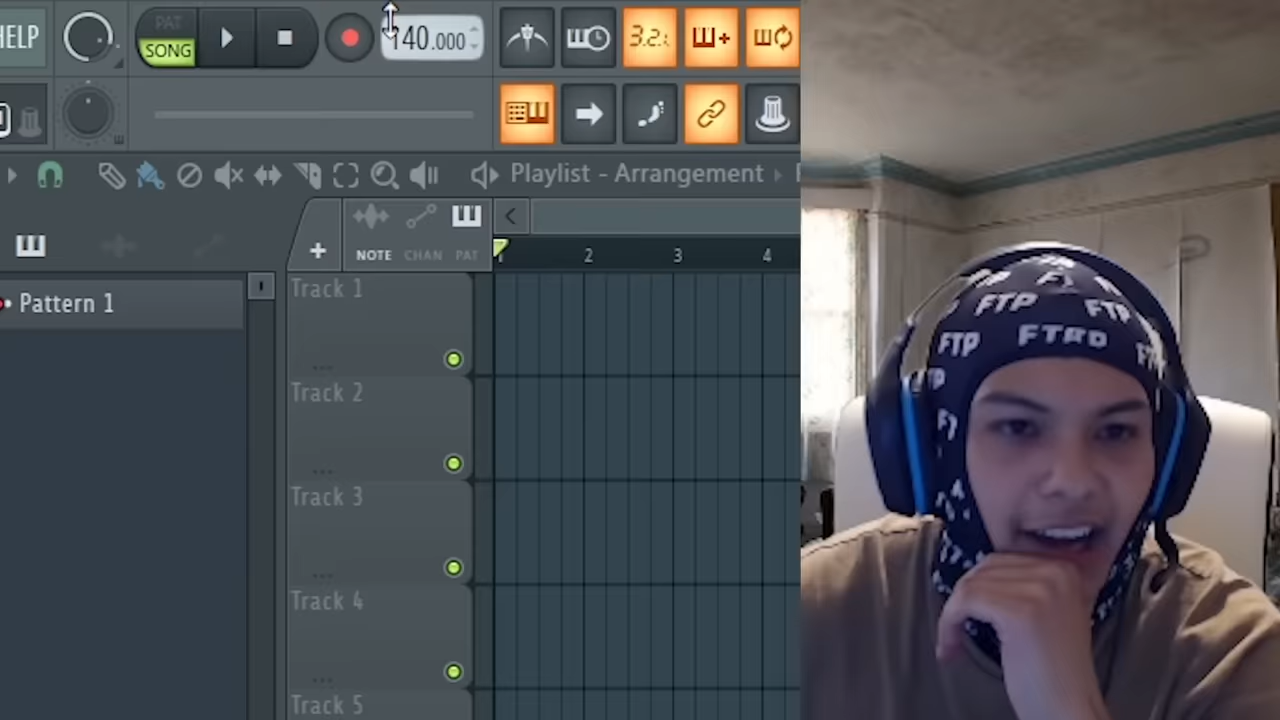 HELP
PAT
SONG
140.000
3.2.
Playlist - Arrangement
NOTE CHAN PAT
1 2 3 4
Pattern 1
Track 1
Track 2
Track 3
Track 4
Track 5
FTP FTP
FTP